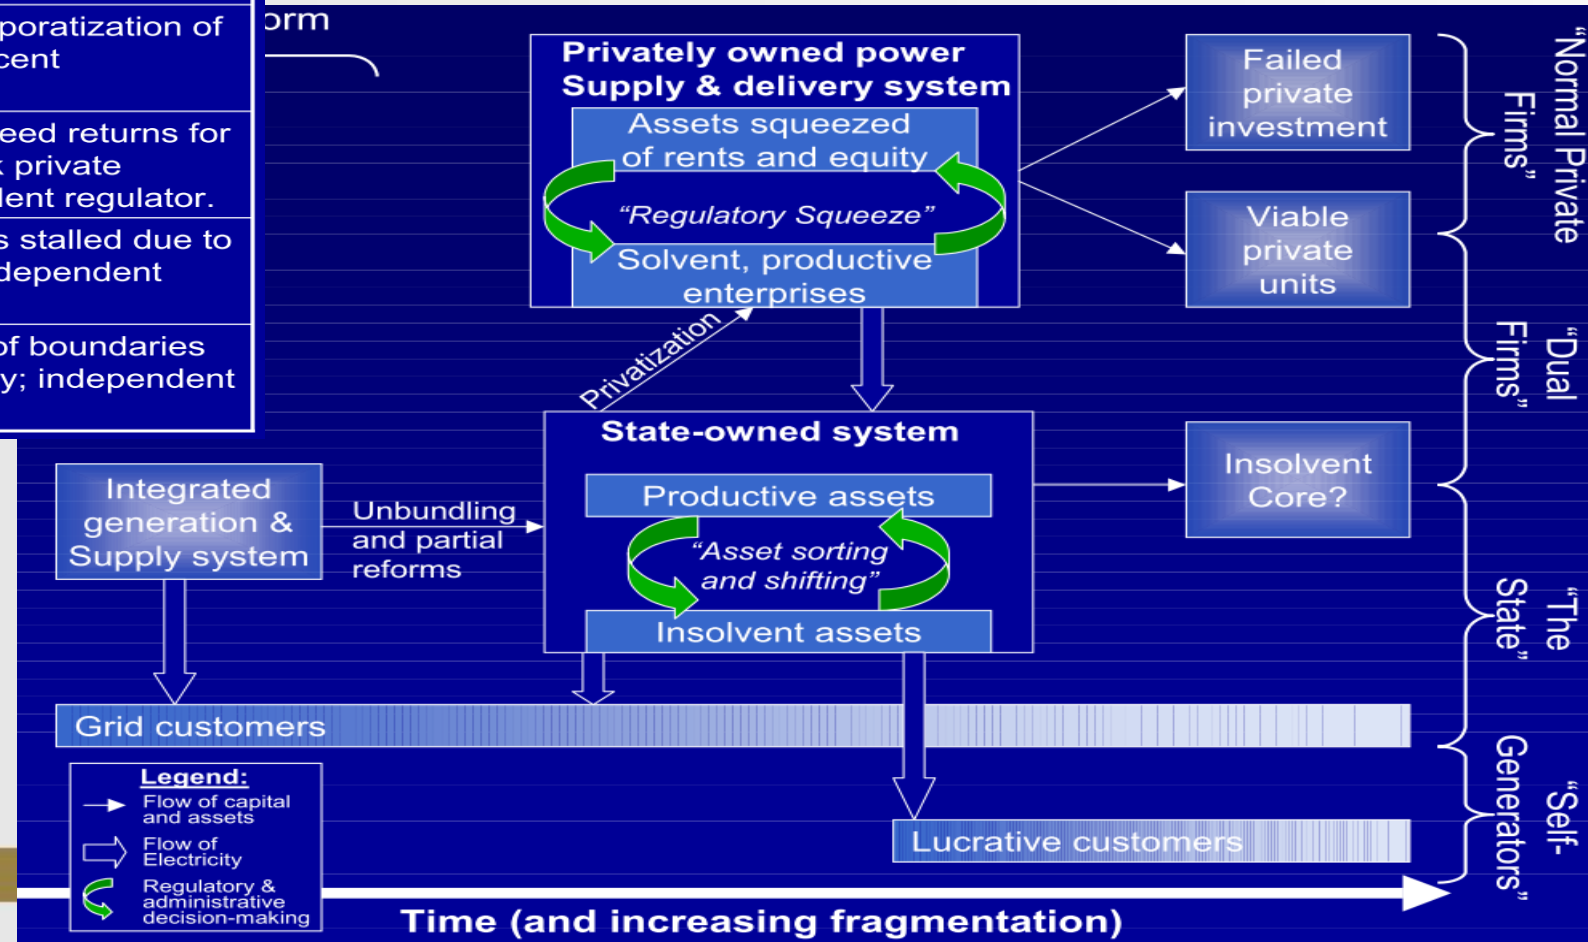 poratization of
cent
eed returns for
k private
lent regulator.
s stalled due to
dependent
of boundaries
y; independent
orm
Privately owned power
Supply & delivery system
Assets squeezed
of rents and equity
“Regulatory Squeeze”
Solvent, productive
enterprises
Failed
private
investment
Viable
private
units
“Normal Private
Firms”
Privatization
“Dual
Firms”
State-owned system
Productive assets
“Asset sorting
and shifting”
Insolvent assets
Integrated
generation &
Supply system
Unbundling
and partial
reforms
Insolvent
Core?
“The
State”
Grid customers
Lucrative customers
“Self-
Generators”
Legend:
Flow of capital
and assets
Flow of
Electricity
Regulatory &
administrative
decision-making
Time (and increasing fragmentation)